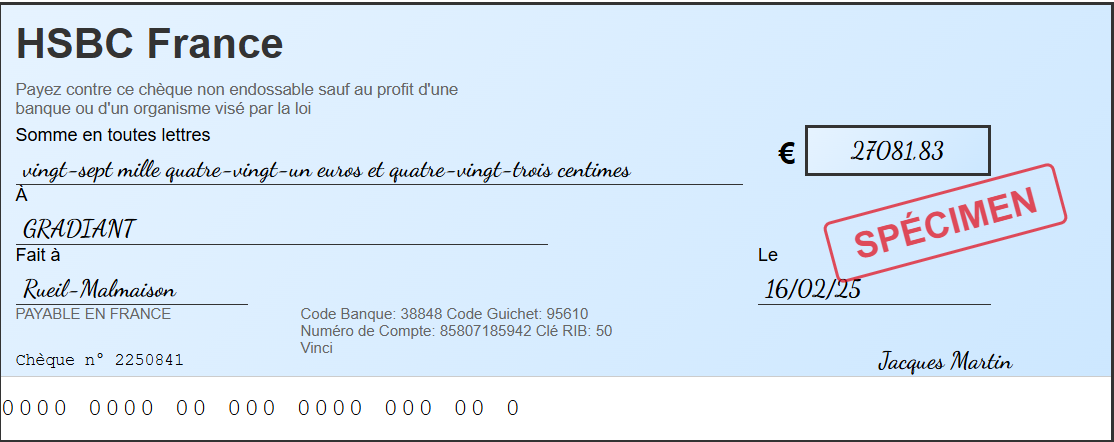 HSBC France
Payez contre ce chèque non endossable sauf au profit d'une
banque ou d'un organisme visé par la loi
Somme en toutes lettres
vingt-sept mille quatre-vingt-un euros et quatre-vingt-trois centimes
€ 27081.83
À
GRADIANT
SPÉCIMEN
Fait à
Le
Rueil-Malmaison
16/02/25
PAYABLE EN FRANCE
Code Banque: 38848 Code Guichet: 95610
Numéro de Compte: 85807185942 Clé RIB: 50
Vinci
Chèque n° 2250841
Jacques Martin
0000 0000 00 000 0000 000 00 0